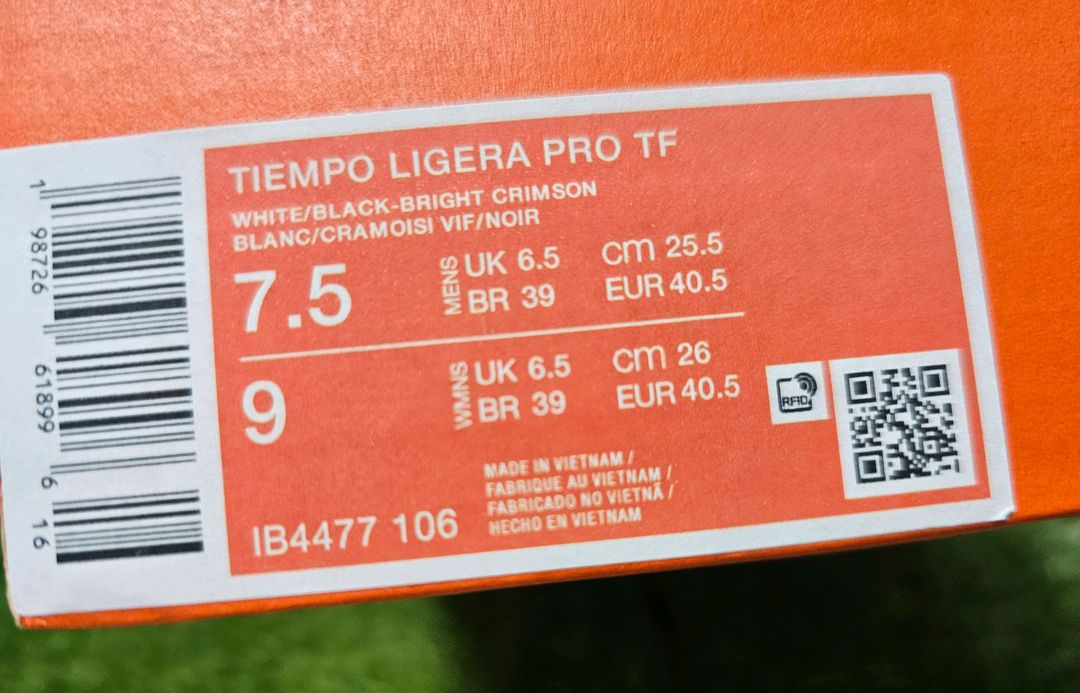 TIEMPO LIGERA PRO TF
WHITE/BLACK-BRIGHT CRIMSON
BLANC/CRAMOISI VIF/NOIR
7.5 MENS UK 6.5 cm 25.5
BR 39 EUR 40.5
9 WMNS UK 6.5 cm 26
BR 39 EUR 40.5
RFID
MADE IN VIETNAM /
FABRIQUE AU VIETNAM /
FABRICADO NO VIETNÃ /
HECHO EN VIETNAM
IB4477 106
1 98726 61899 6 16